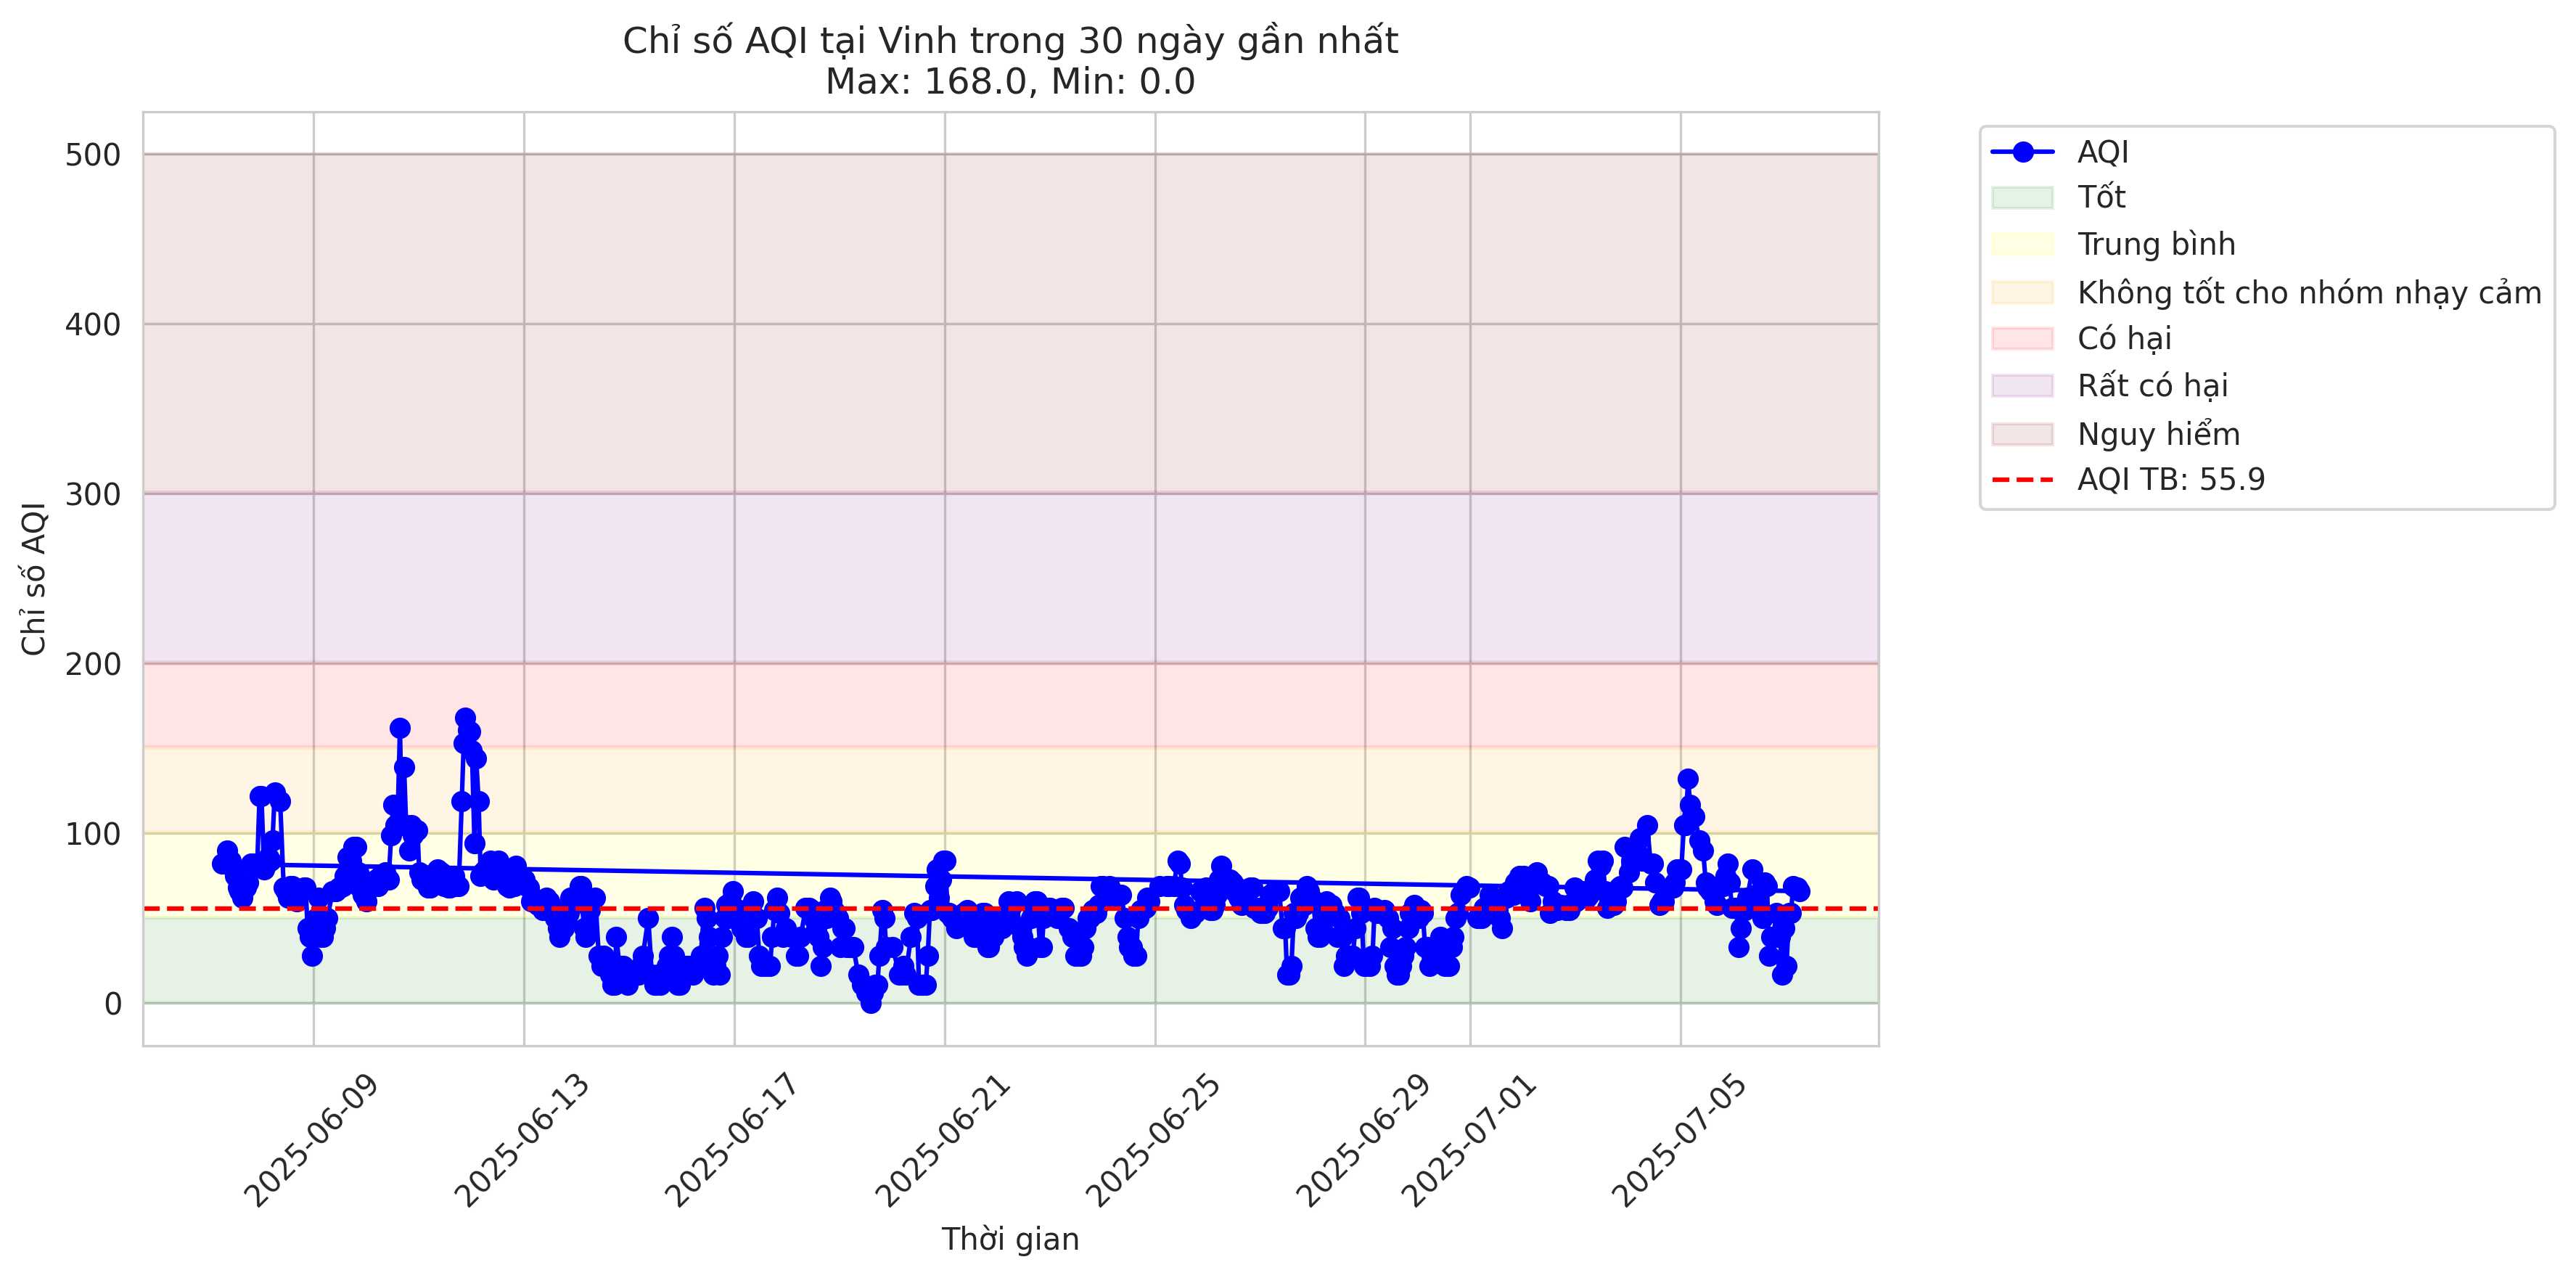 Chỉ số AQI tại Vinh trong 30 ngày gần nhất
Max: 168.0, Min: 0.0
Chỉ số AQI
500
400
300
200
100
0
2025-06-09
2025-06-13
2025-06-17
2025-06-21
2025-06-25
2025-06-29
2025-07-01
2025-07-05
Thời gian
AQI
Tốt
Trung bình
Không tốt cho nhóm nhạy cảm
Có hại
Rất có hại
Nguy hiểm
AQI TB: 55.9